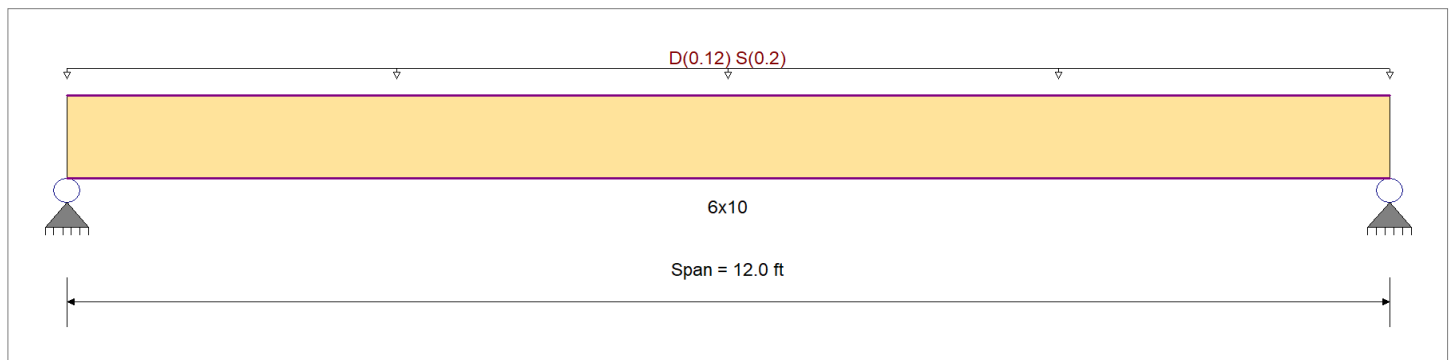 D(0.12) S(0.2)
6x10
Span = 12.0 ft